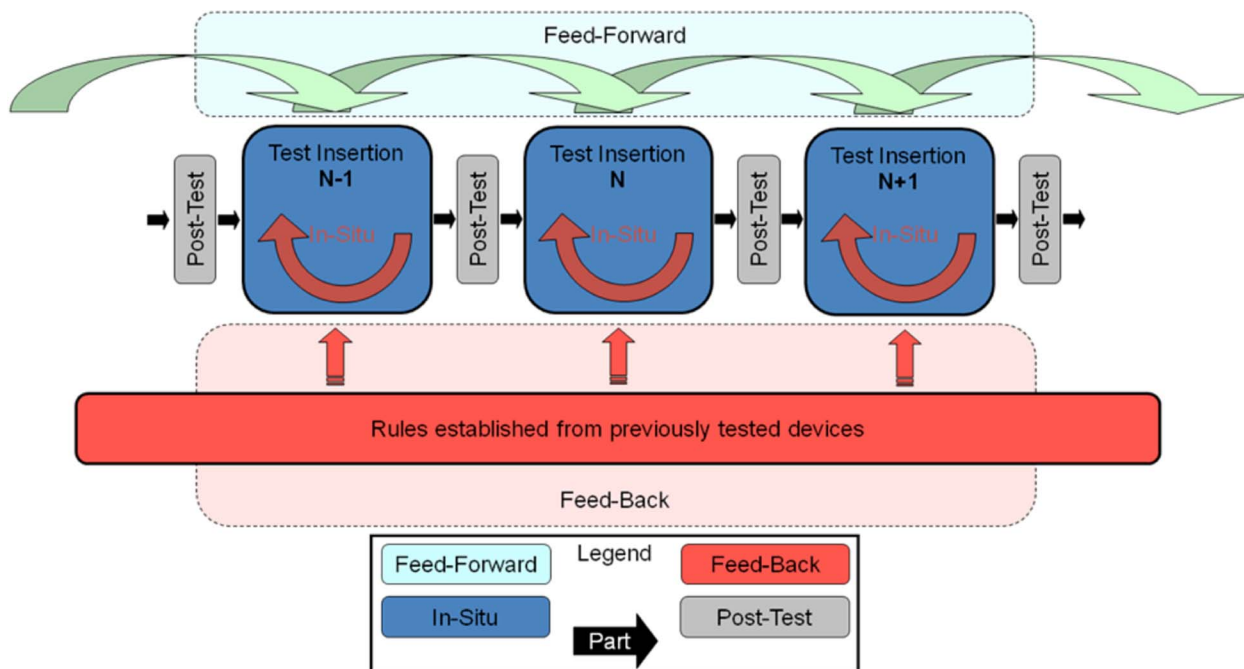 Feed-Forward
Test Insertion
N-1
In-Situ
Test Insertion
N
In-Situ
Test Insertion
N+1
In-Situ
Post-Test
Post-Test
Post-Test
Post-Test
Rules established from previously tested devices
Feed-Back
Legend
Feed-Forward
Feed-Back
In-Situ
Part
Post-Test